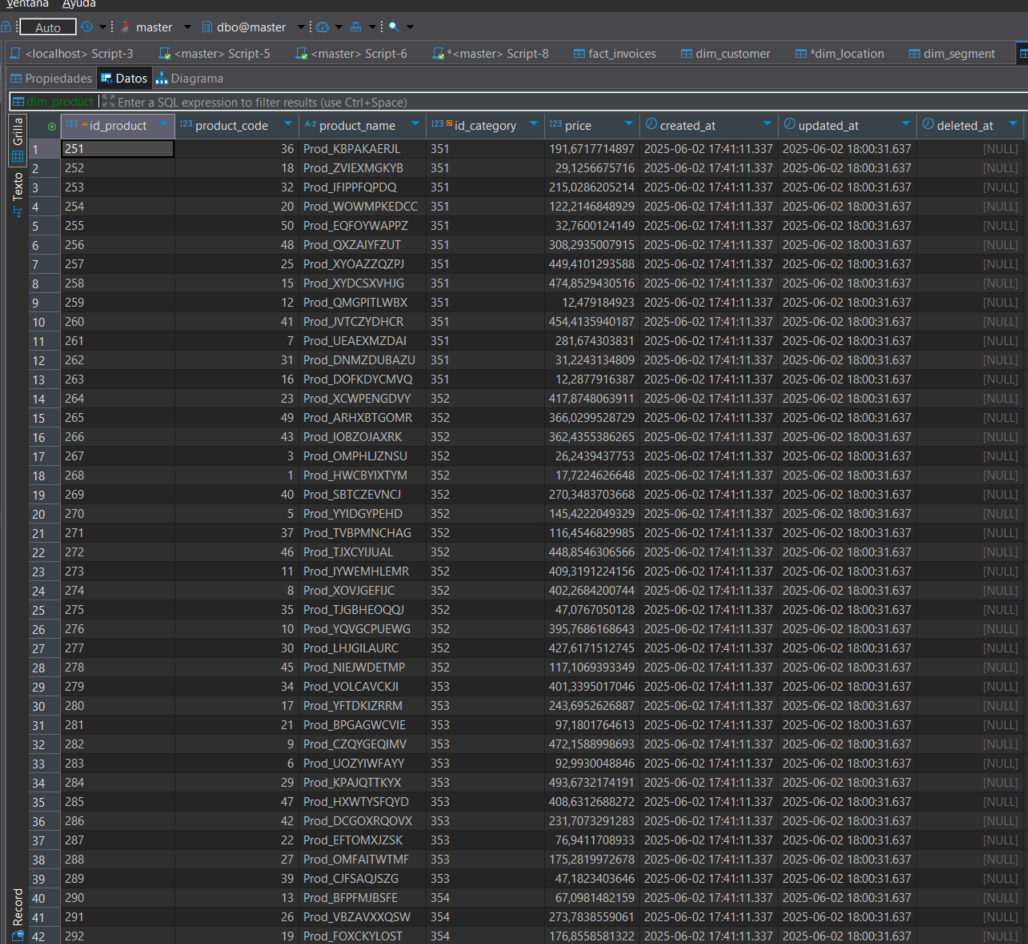 Ventana Ayuda
Auto master dbo@master
<localhost> Script-3 <master> Script-5 <master> Script-6 *<master> Script-8 fact_invoices dim_customer *dim_location dim_segment
Propiedades Datos Diagrama
dim_product Enter a SQL expression to filter results (use Ctrl+Space)
Grilla
Texto
Record
123 id_product 123 product_code A-Z product_name 123 id_category 123 price created_at updated_at deleted_at
1 251 36 Prod_KBPAKAERJL 351 191,6717714897 2025-06-02 17:41:11.337 2025-06-02 18:00:31.637 [NULL]
2 252 18 Prod_ZVIEXMGKYB 351 29,1256675716 2025-06-02 17:41:11.337 2025-06-02 18:00:31.637 [NULL]
3 253 32 Prod_IFIPPFQPDQ 351 215,0286205214 2025-06-02 17:41:11.337 2025-06-02 18:00:31.637 [NULL]
4 254 20 Prod_WOWMPKEDCC 351 122,2146848929 2025-06-02 17:41:11.337 2025-06-02 18:00:31.637 [NULL]
5 255 50 Prod_EQFOYWAPPZ 351 32,7600124149 2025-06-02 17:41:11.337 2025-06-02 18:00:31.637 [NULL]
6 256 48 Prod_QXZAIYFZUT 351 308,2935007915 2025-06-02 17:41:11.337 2025-06-02 18:00:31.637 [NULL]
7 257 25 Prod_XYOAZZQZPJ 351 449,4101293588 2025-06-02 17:41:11.337 2025-06-02 18:00:31.637 [NULL]
8 258 15 Prod_XYDCSXVHJG 351 474,8529430516 2025-06-02 17:41:11.337 2025-06-02 18:00:31.637 [NULL]
9 259 12 Prod_QMGPITLWBX 351 12,479184923 2025-06-02 17:41:11.337 2025-06-02 18:00:31.637 [NULL]
10 260 41 Prod_JVTCZYDHCR 351 454,4135940187 2025-06-02 17:41:11.337 2025-06-02 18:00:31.637 [NULL]
11 261 7 Prod_UEAEXMZDAI 351 281,674303831 2025-06-02 17:41:11.337 2025-06-02 18:00:31.637 [NULL]
12 262 31 Prod_DNMZDUBAZU 351 31,2243134809 2025-06-02 17:41:11.337 2025-06-02 18:00:31.637 [NULL]
13 263 16 Prod_DOFKDYCMVQ 351 12,2877916387 2025-06-02 17:41:11.337 2025-06-02 18:00:31.637 [NULL]
14 264 23 Prod_XCWPENGDVY 352 417,8748063911 2025-06-02 17:41:11.337 2025-06-02 18:00:31.637 [NULL]
15 265 49 Prod_ARHXBTGOMR 352 366,0299528729 2025-06-02 17:41:11.337 2025-06-02 18:00:31.637 [NULL]
16 266 43 Prod_IOBZOJAXRK 352 362,4355386265 2025-06-02 17:41:11.337 2025-06-02 18:00:31.637 [NULL]
17 267 3 Prod_OMPHLJZNSU 352 26,2439437753 2025-06-02 17:41:11.337 2025-06-02 18:00:31.637 [NULL]
18 268 1 Prod_HWCBYIXTYM 352 17,7224626648 2025-06-02 17:41:11.337 2025-06-02 18:00:31.637 [NULL]
19 269 40 Prod_SBTCZEVNCJ 352 270,3483703668 2025-06-02 17:41:11.337 2025-06-02 18:00:31.637 [NULL]
20 270 5 Prod_YYIDGYPEHD 352 145,4222049329 2025-06-02 17:41:11.337 2025-06-02 18:00:31.637 [NULL]
21 271 37 Prod_TVBPMNCHAG 352 116,4546829985 2025-06-02 17:41:11.337 2025-06-02 18:00:31.637 [NULL]
22 272 46 Prod_TJXCYIJUAL 352 448,8546306566 2025-06-02 17:41:11.337 2025-06-02 18:00:31.637 [NULL]
23 273 11 Prod_IYWEMHLEMR 352 409,3191224156 2025-06-02 17:41:11.337 2025-06-02 18:00:31.637 [NULL]
24 274 8 Prod_XOVJGEFIJC 352 402,2684200744 2025-06-02 17:41:11.337 2025-06-02 18:00:31.637 [NULL]
25 275 35 Prod_TJGBHEOQQJ 352 47,0767050128 2025-06-02 17:41:11.337 2025-06-02 18:00:31.637 [NULL]
26 276 10 Prod_YQVGCPUEWG 352 395,7686168643 2025-06-02 17:41:11.337 2025-06-02 18:00:31.637 [NULL]
27 277 30 Prod_LHJGILAURC 352 427,6171512745 2025-06-02 17:41:11.337 2025-06-02 18:00:31.637 [NULL]
28 278 45 Prod_NIEJWDETMP 352 117,1069393349 2025-06-02 17:41:11.337 2025-06-02 18:00:31.637 [NULL]
29 279 34 Prod_VOLCAVCKJI 353 401,3395017046 2025-06-02 17:41:11.337 2025-06-02 18:00:31.637 [NULL]
30 280 17 Prod_YFTDKIZRRM 353 243,6952626887 2025-06-02 17:41:11.337 2025-06-02 18:00:31.637 [NULL]
31 281 21 Prod_BPGAGWCVIE 353 97,1801764613 2025-06-02 17:41:11.337 2025-06-02 18:00:31.637 [NULL]
32 282 9 Prod_CZQYGEQIMV 353 472,1588998693 2025-06-02 17:41:11.337 2025-06-02 18:00:31.637 [NULL]
33 283 6 Prod_UOZYIWFAYY 353 92,9930048846 2025-06-02 17:41:11.337 2025-06-02 18:00:31.637 [NULL]
34 284 29 Prod_KPAJQTTKYX 353 493,6732174191 2025-06-02 17:41:11.337 2025-06-02 18:00:31.637 [NULL]
35 285 47 Prod_HXWTYSFQYD 353 408,6312688272 2025-06-02 17:41:11.337 2025-06-02 18:00:31.637 [NULL]
36 286 42 Prod_DCGOXRQOVX 353 231,7073291283 2025-06-02 17:41:11.337 2025-06-02 18:00:31.637 [NULL]
37 287 22 Prod_EFTOMXJZSK 353 76,9411708933 2025-06-02 17:41:11.337 2025-06-02 18:00:31.637 [NULL]
38 288 27 Prod_OMFAITWTMF 353 175,2819972678 2025-06-02 17:41:11.337 2025-06-02 18:00:31.637 [NULL]
39 289 39 Prod_CJFSAQJSZG 353 47,1823403646 2025-06-02 17:41:11.337 2025-06-02 18:00:31.637 [NULL]
40 290 13 Prod_BFPFMJBSFE 354 67,0981482159 2025-06-02 17:41:11.337 2025-06-02 18:00:31.637 [NULL]
41 291 26 Prod_VBZAVXXQSW 354 273,7838559061 2025-06-02 17:41:11.337 2025-06-02 18:00:31.637 [NULL]
42 292 19 Prod_FOXCKYLOST 354 176,8558581322 2025-06-02 17:41:11.337 2025-06-02 18:00:31.637 [NULL]